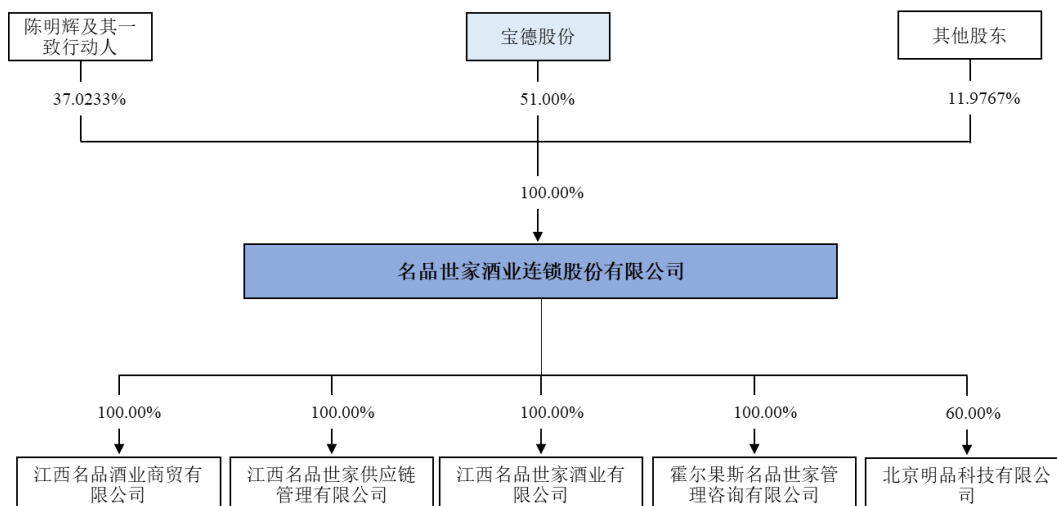 陈明辉及其一
致行动人
宝德股份
其他股东
37.0233%
51.00%
11.9767%
100.00%
名品世家酒业连锁股份有限公司
100.00%
100.00%
100.00%
100.00%
60.00%
江西名品酒业商贸有
限公司
江西名品世家供应链
管理有限公司
江西名品世家酒业有
限公司
霍尔果斯名品世家管
理咨询有限公司
北京明品科技有限公
司